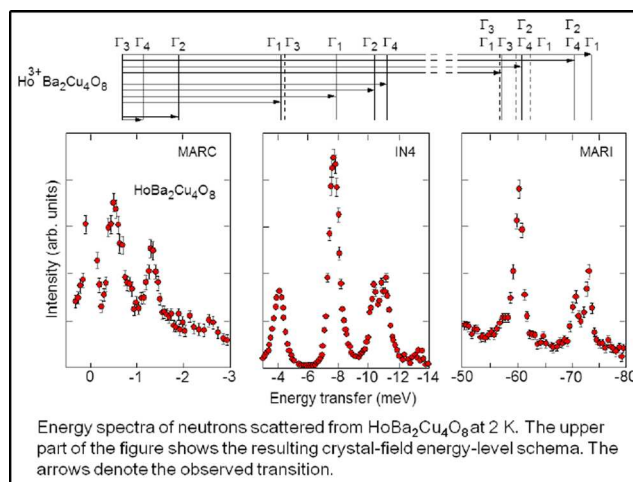 Γ3 Γ2
Γ3 Γ4 Γ2 Γ1 Γ3 Γ1 Γ2 Γ4 Γ1 Γ3 Γ4 Γ1 Γ2 Γ4 Γ1
Ho3+Ba2Cu4O8
MARC IN4 MARI
HoBa2Cu4O8
Intensity (arb. units)
0 -1 -2 -3 -4 -6 -8 -10 -12 -14 -50 -60 -70 -80
Energy transfer (meV)
Energy spectra of neutrons scattered from HoBa2Cu4O8 at 2 K. The upper
part of the figure shows the resulting crystal-field energy-level schema. The
arrows denote the observed transition.